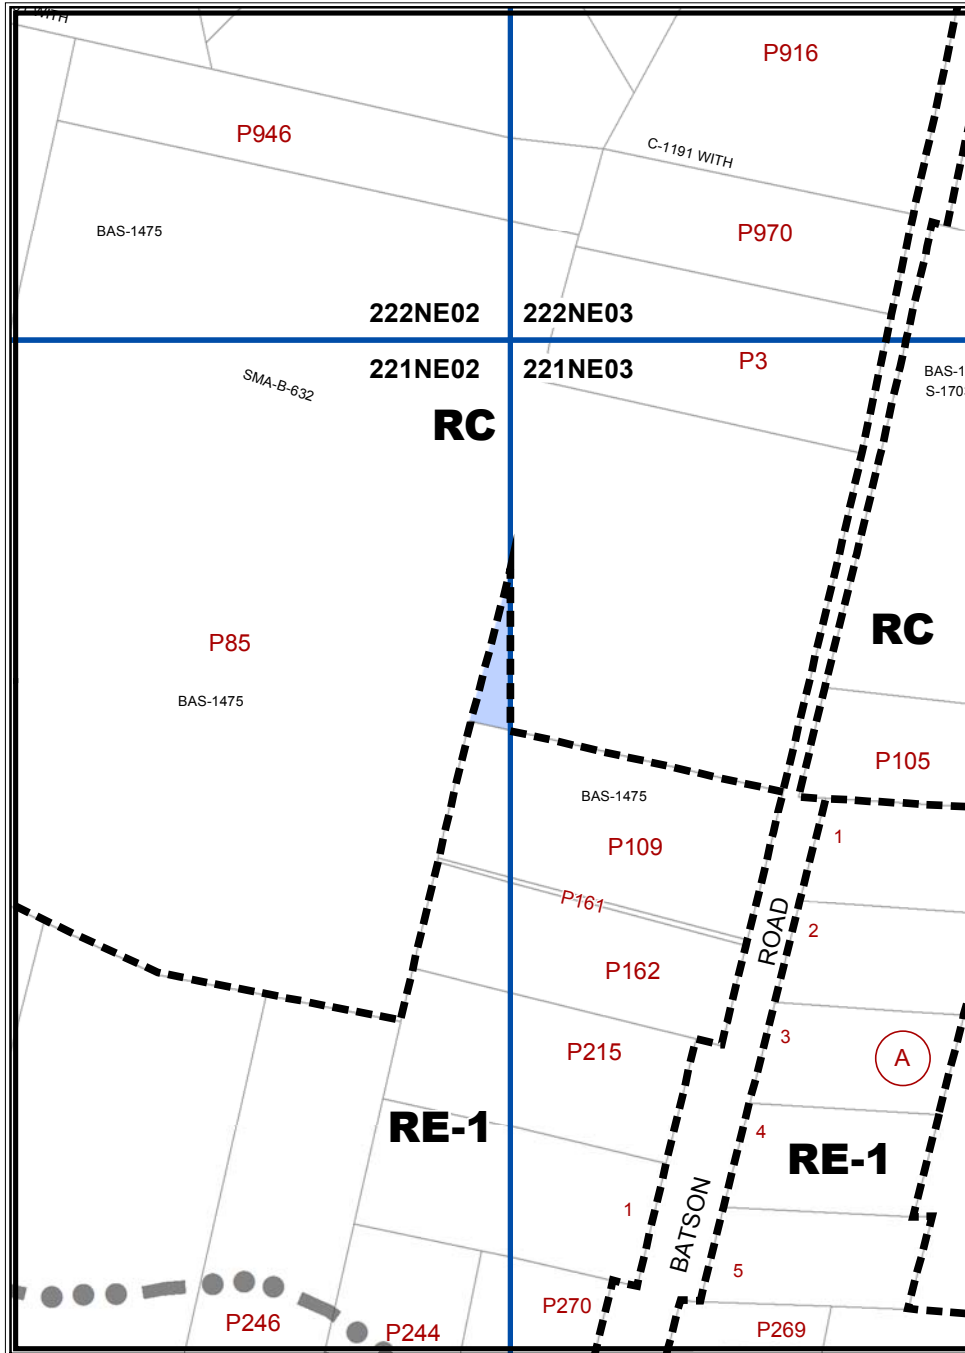 WITH
P916
P946
C-1191 WITH
BAS-1475
P970
222NE02
222NE03
221NE02
221NE03
P3
SMA-B-632
RC
P85
RC
BAS-1475
P105
BAS-1475
1
P109
P161
2
ROAD
P162
3
P215
A
RE-1
4
RE-1
1
BATSON
5
P270
P246
P244
P269